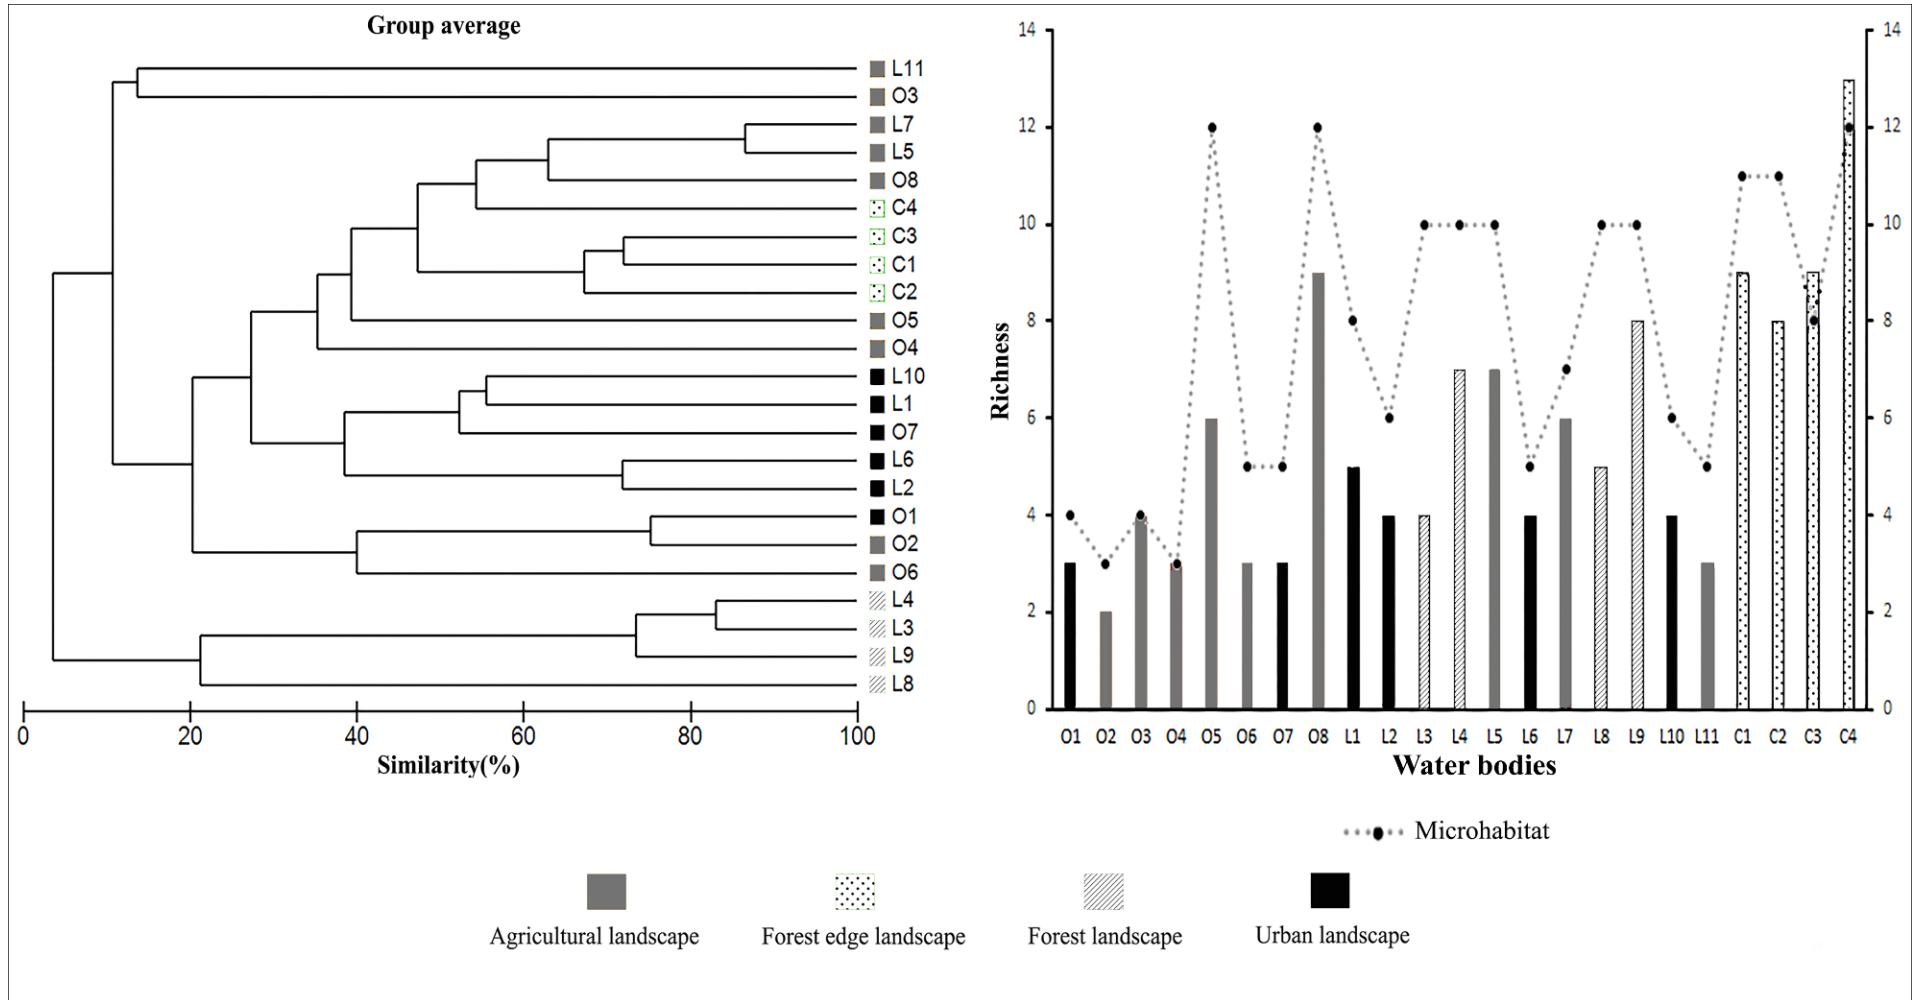 Group average
L11
O3
L7
L5
O8
C4
C3
C1
C2
O5
O4
L10
L1
O7
L6
L2
O1
O2
O6
L4
L3
L9
L8
0 20 40 60 80 100
Similarity(%)
14 14
12 12
10 10
8 8
6 6
4 4
2 2
0 0
Richness
O1 O2 O3 O4 O5 O6 O7 O8 L1 L2 L3 L4 L5 L6 L7 L8 L9 L10 L11 C1 C2 C3 C4
Water bodies
Microhabitat
Agricultural landscape Forest edge landscape Forest landscape Urban landscape